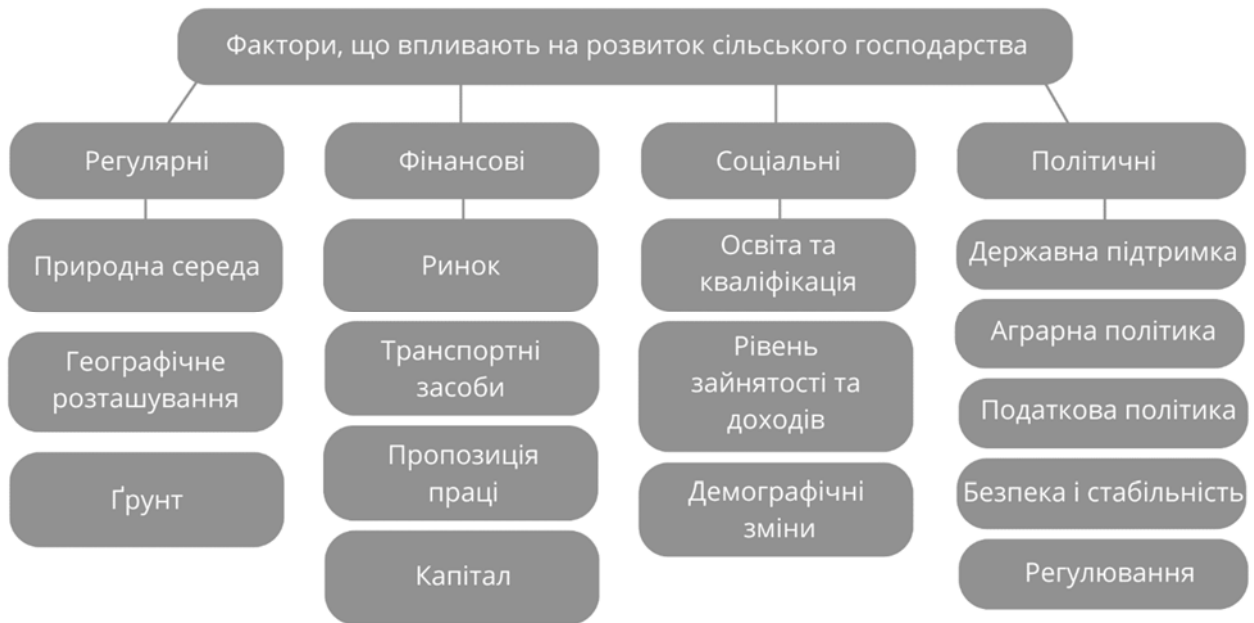 Фактори, що впливають на розвиток сільського господарства
Регулярні
Природна середа
Географічне
розташування
Ґрунт
Фінансові
Ринок
Транспортні
засоби
Пропозиція
праці
Капітал
Соціальні
Освіта та
кваліфікація
Рівень
зайнятості та
доходів
Демографічні
зміни
Політичні
Державна підтримка
Аграрна політика
Податкова політика
Безпека і стабільність
Регулювання